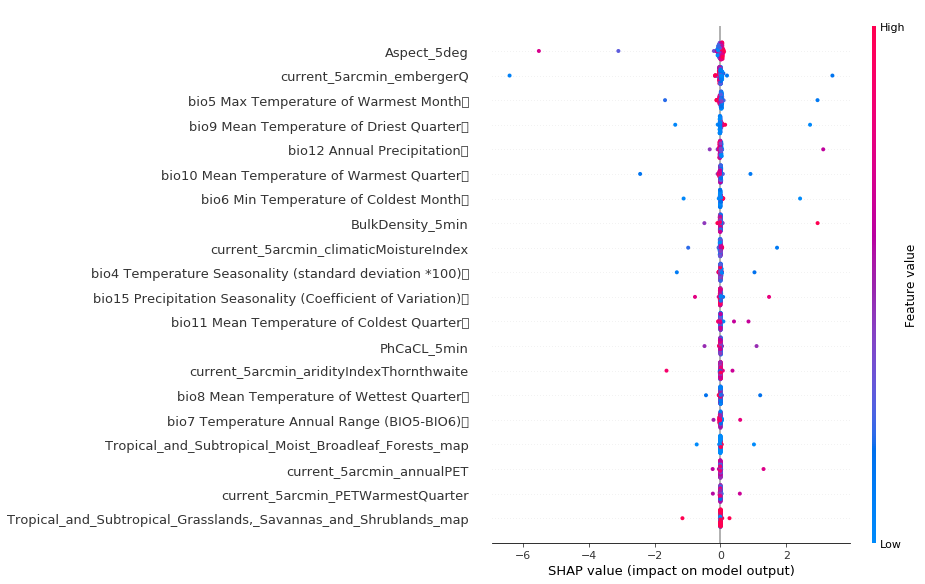 High
Aspect_5deg
current_5arcmin_embergerQ
bio5 Max Temperature of Warmest Month
bio9 Mean Temperature of Driest Quarter
bio12 Annual Precipitation
bio10 Mean Temperature of Warmest Quarter
bio6 Min Temperature of Coldest Month
BulkDensity_5min
current_5arcmin_climaticMoistureIndex
bio4 Temperature Seasonality (standard deviation *100)
bio15 Precipitation Seasonality (Coefficient of Variation)
bio11 Mean Temperature of Coldest Quarter
PhCaCL_5min
current_5arcmin_aridityIndexThornthwaite
bio8 Mean Temperature of Wettest Quarter
bio7 Temperature Annual Range (BIO5-BIO6)
Tropical_and_Subtropical_Moist_Broadleaf_Forests_map
current_5arcmin_annualPET
current_5arcmin_PETWarmestQuarter
Tropical_and_Subtropical_Grasslands,_Savannas_and_Shrublands_map
Feature value
Low
−6 −4 −2 0 2
SHAP value (impact on model output)